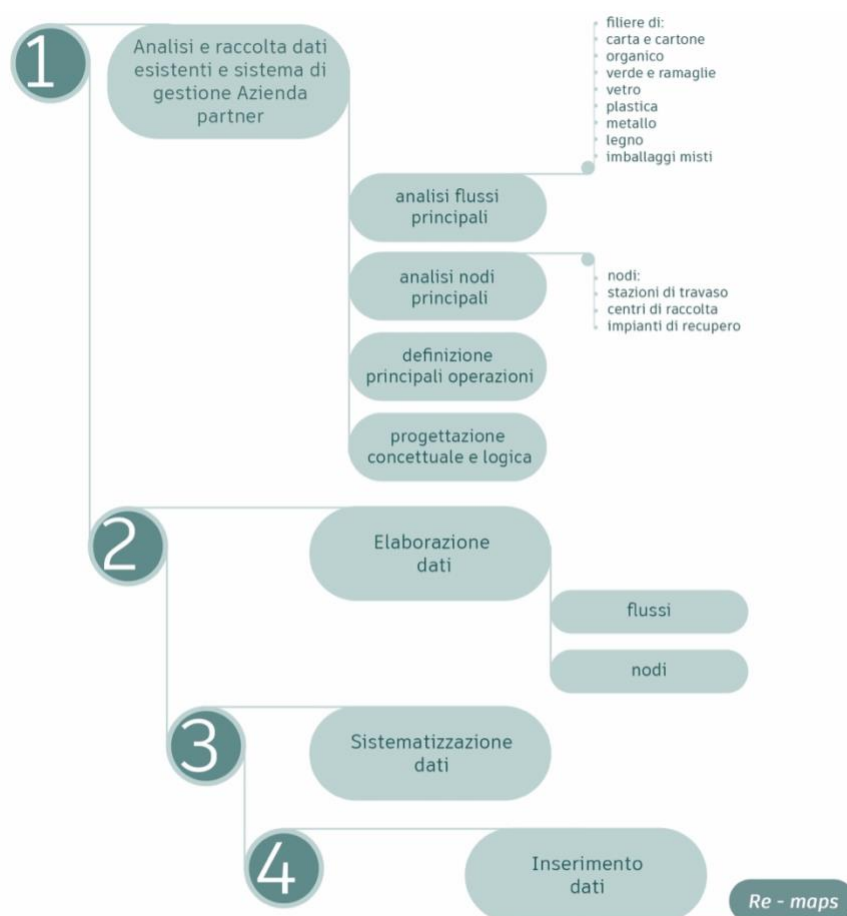 1
Analisi e raccolta dati
esistenti e sistema di
gestione Azienda
partner
filiere di:
carta e cartone
organico
verde e ramaglie
vetro
plastica
metallo
legno
imballaggi misti
analisi flussi
principali
analisi nodi
principali
nodi:
stazioni di travaso
centri di raccolta
impianti di recupero
definizione
principali operazioni
progettazione
concettuale e logica
2
Elaborazione
dati
flussi
nodi
3
Sistematizzazione
dati
4
Inserimento
dati
Re - maps